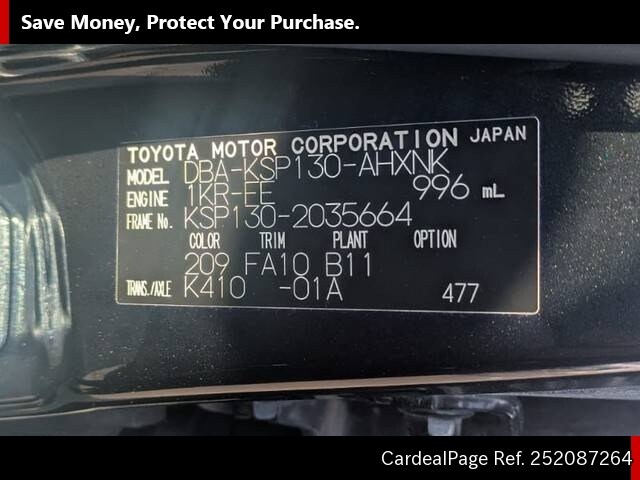 Save Money, Protect Your Purchase.
TOYOTA MOTOR CORPORATION JAPAN
MODEL DBA-KSP130-AHXNK
ENGINE 1KR-EE 996 mL
FRAME No. KSP130-2035664
COLOR TRIM PLANT OPTION
209 FA10 B11
TRANS./AXLE K410 -01A 477
CardealPage Ref. 252087264